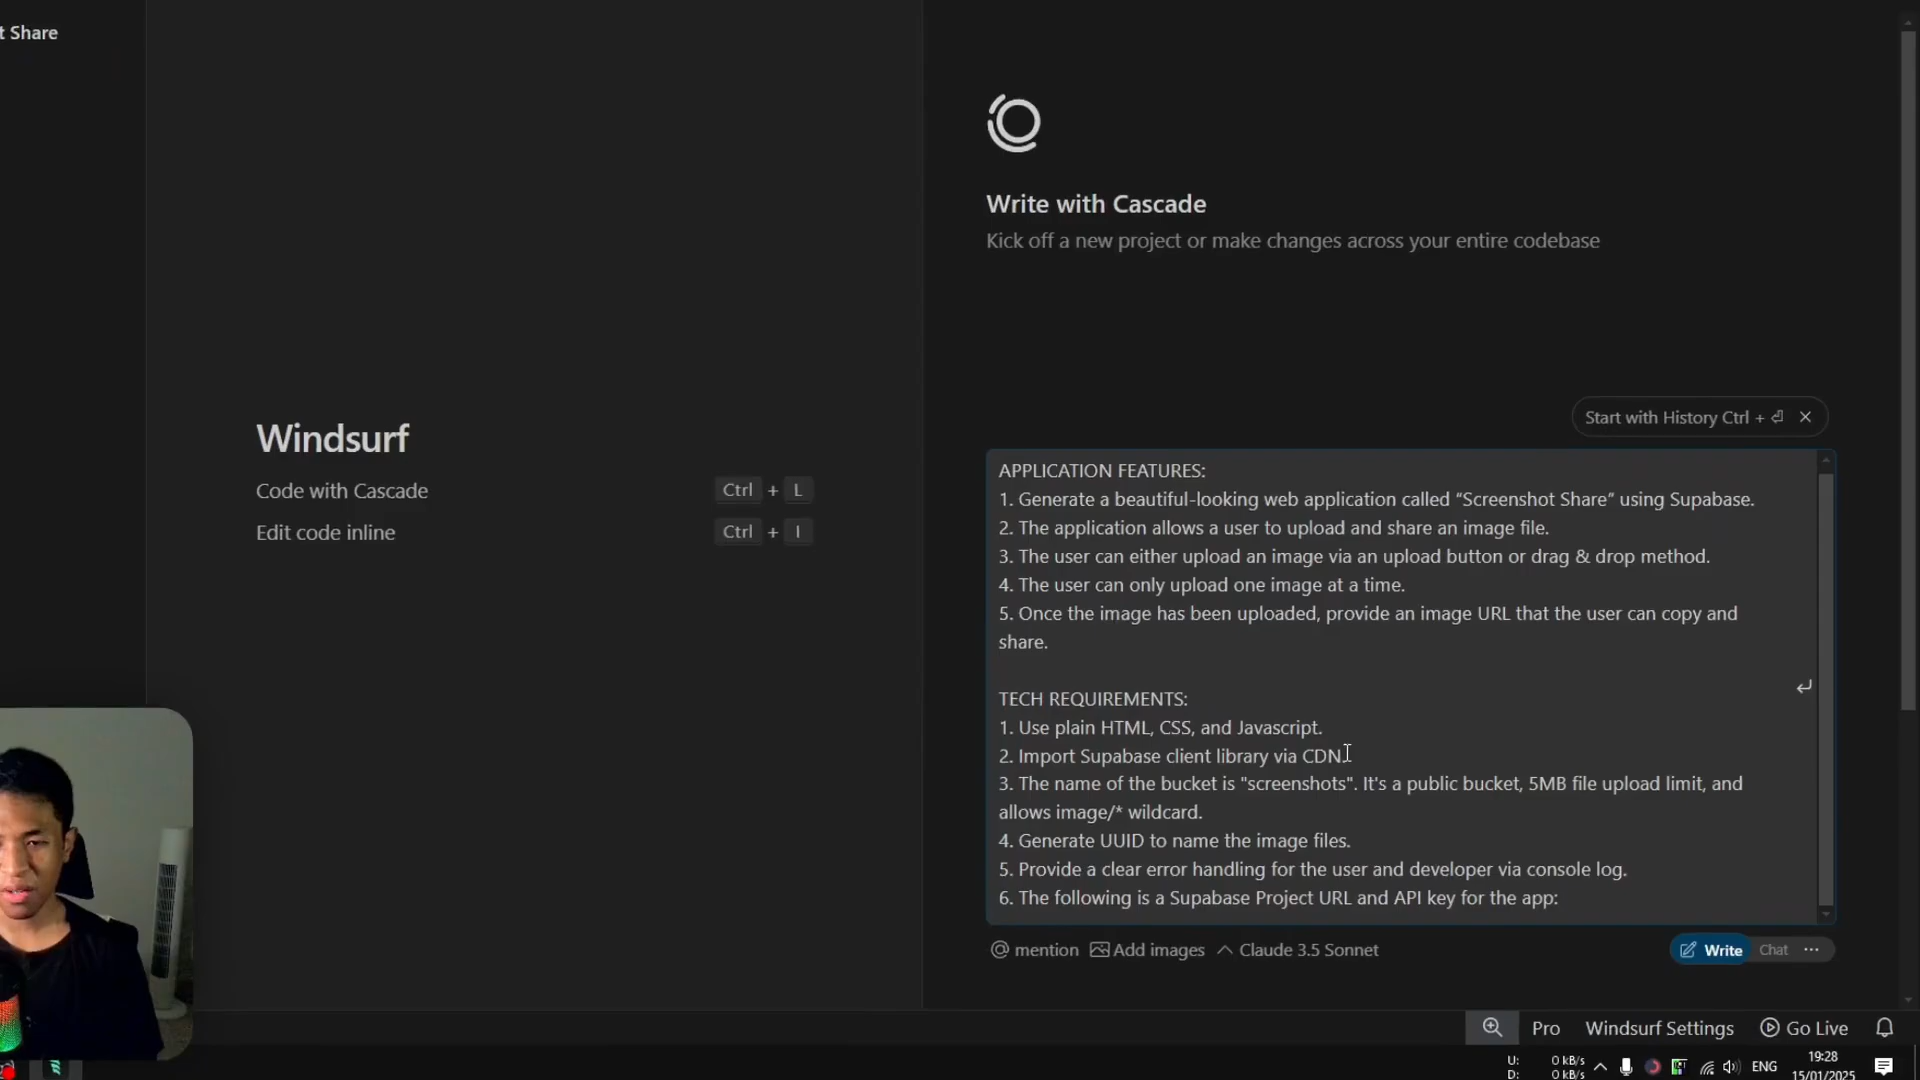 t Share
Write with Cascade
Kick off a new project or make changes across your entire codebase
Windsurf
Code with Cascade Ctrl + L
Edit code inline Ctrl + I
Start with History Ctrl + ⏎ ×
APPLICATION FEATURES:
1. Generate a beautiful-looking web application called “Screenshot Share” using Supabase.
2. The application allows a user to upload and share an image file.
3. The user can either upload an image via an upload button or drag & drop method.
4. The user can only upload one image at a time.
5. Once the image has been uploaded, provide an image URL that the user can copy and
share.
TECH REQUIREMENTS:
1. Use plain HTML, CSS, and Javascript.
2. Import Supabase client library via CDN.
3. The name of the bucket is "screenshots". It's a public bucket, 5MB file upload limit, and
allows image/* wildcard.
4. Generate UUID to name the image files.
5. Provide a clear error handling for the user and developer via console log.
6. The following is a Supabase Project URL and API key for the app:
@ mention Add images Claude 3.5 Sonnet Write Chat ...
Pro Windsurf Settings Go Live
U: 0 kB/s
D: 0 kB/s
ENG
19:28
15/01/2025